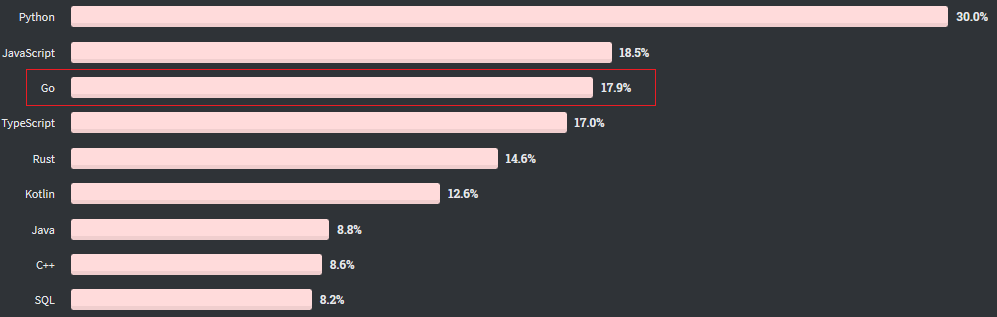 Python 30.0%
JavaScript 18.5%
Go 17.9%
TypeScript 17.0%
Rust 14.6%
Kotlin 12.6%
Java 8.8%
C++ 8.6%
SQL 8.2%